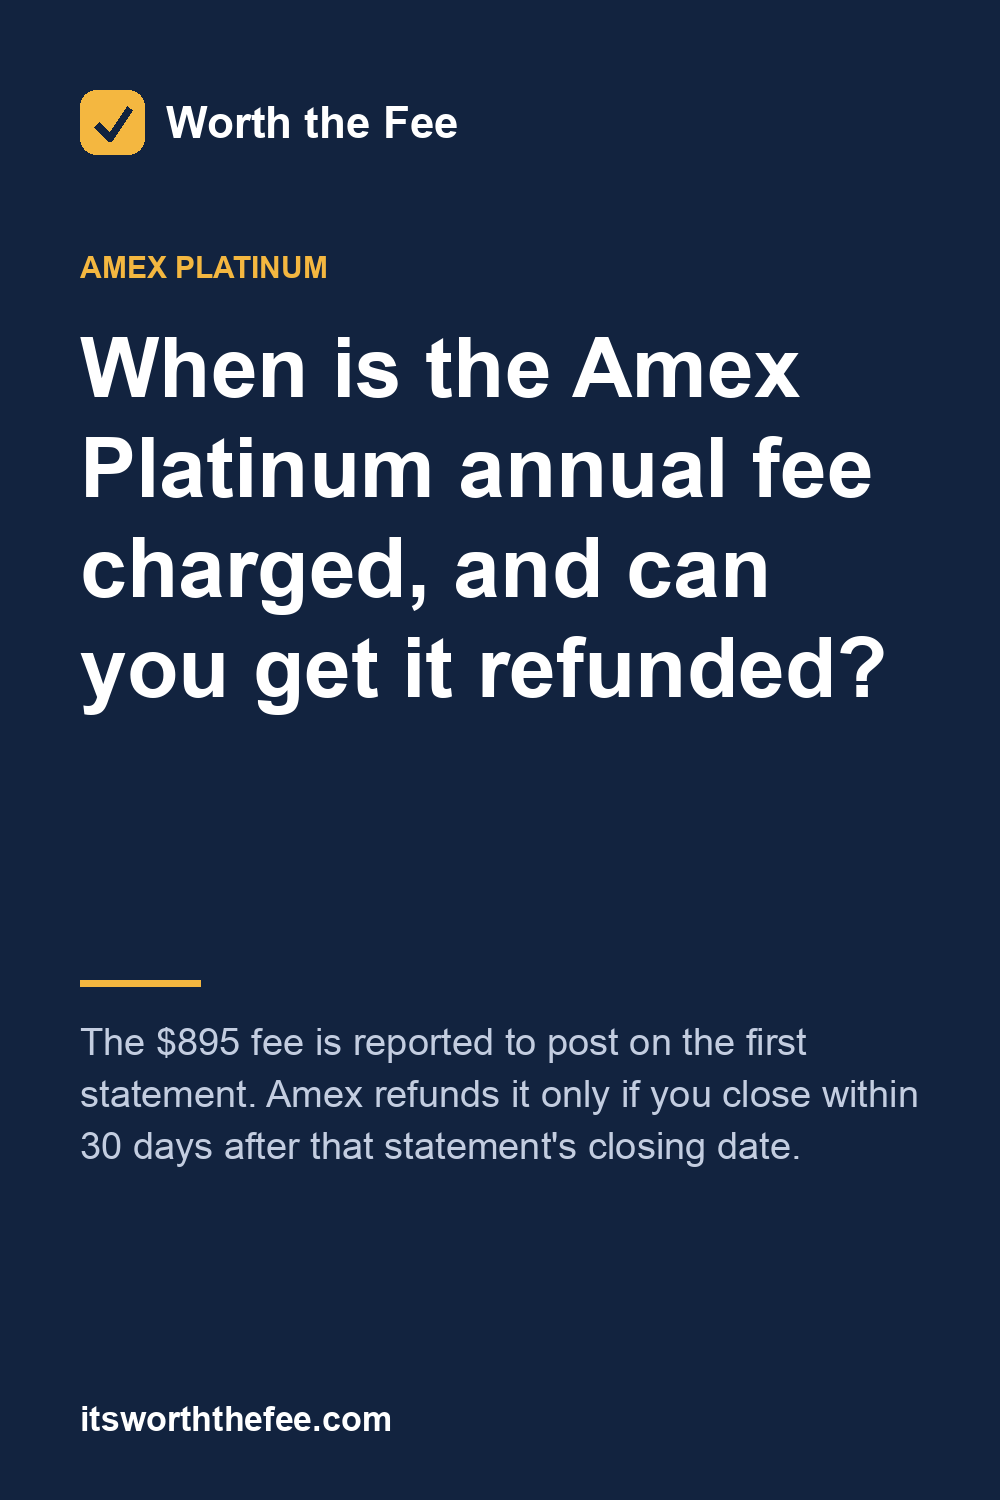 Worth the Fee
AMEX PLATINUM
When is the Amex
Platinum annual fee
charged, and can
you get it refunded?
The $895 fee is reported to post on the first
statement. Amex refunds it only if you close within
30 days after that statement's closing date.
itsworththefee.com